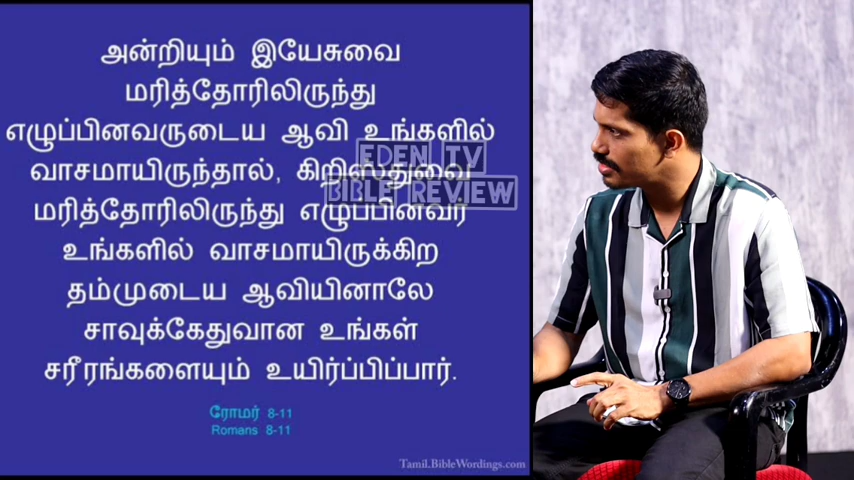 அன்றியும் இயேசுவை
மரித்தோரிலிருந்து
எழுப்பினவருடைய ஆவி உங்களில்
வாசமாயிருந்தால், கிறிஸ்துவை
மரித்தோரிலிருந்து எழுப்பினவர்
உங்களில் வாசமாயிருக்கிற
தம்முடைய ஆவியினாலே
சாவுக்கேதுவான உங்கள்
சரீரங்களையும் உயிர்ப்பிப்பார்.
ரோமர் 8-11
Romans 8-11
Tamil.BibleWordings.com
EDEN TV
BIBLE REVIEW